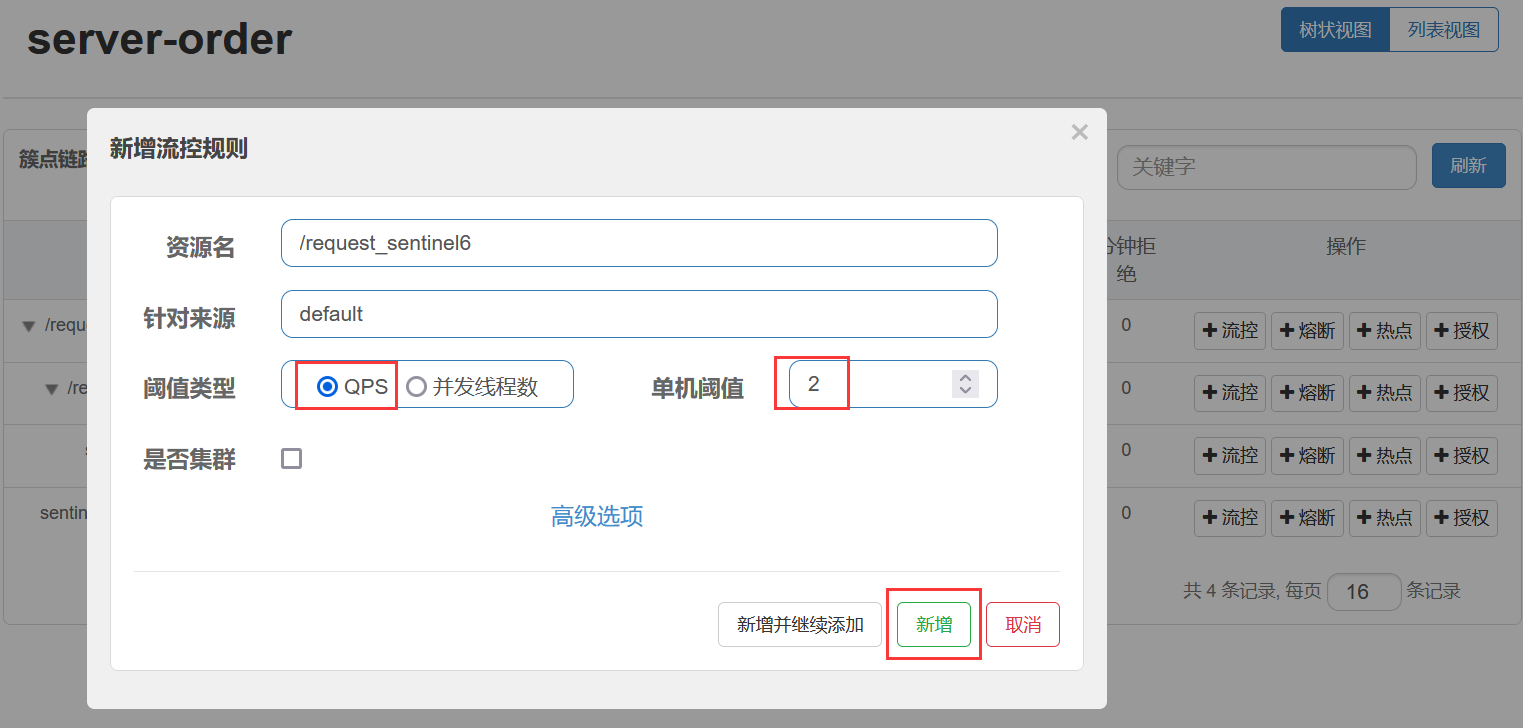 server-order
树状视图 列表视图
簇点链路
关键字 刷新
新增流控规则 ×
资源名 /request_sentinel6
针对来源 default
阈值类型 QPS 并发线程数 单机阈值 2
是否集群
高级选项
新增并继续添加 新增 取消
分钟拒 操作
绝
/requ 0 流控 熔断 热点 授权
/re 0 流控 熔断 热点 授权
0 流控 熔断 热点 授权
sentin 0 流控 熔断 热点 授权
共 4 条记录, 每页 16 条记录